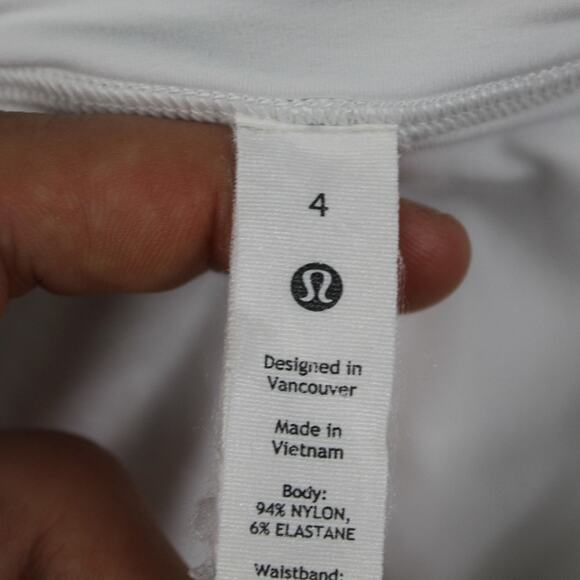 4
Designed in
Vancouver
Made in
Vietnam
Body:
94% NYLON,
6% ELASTANE
Waistband: